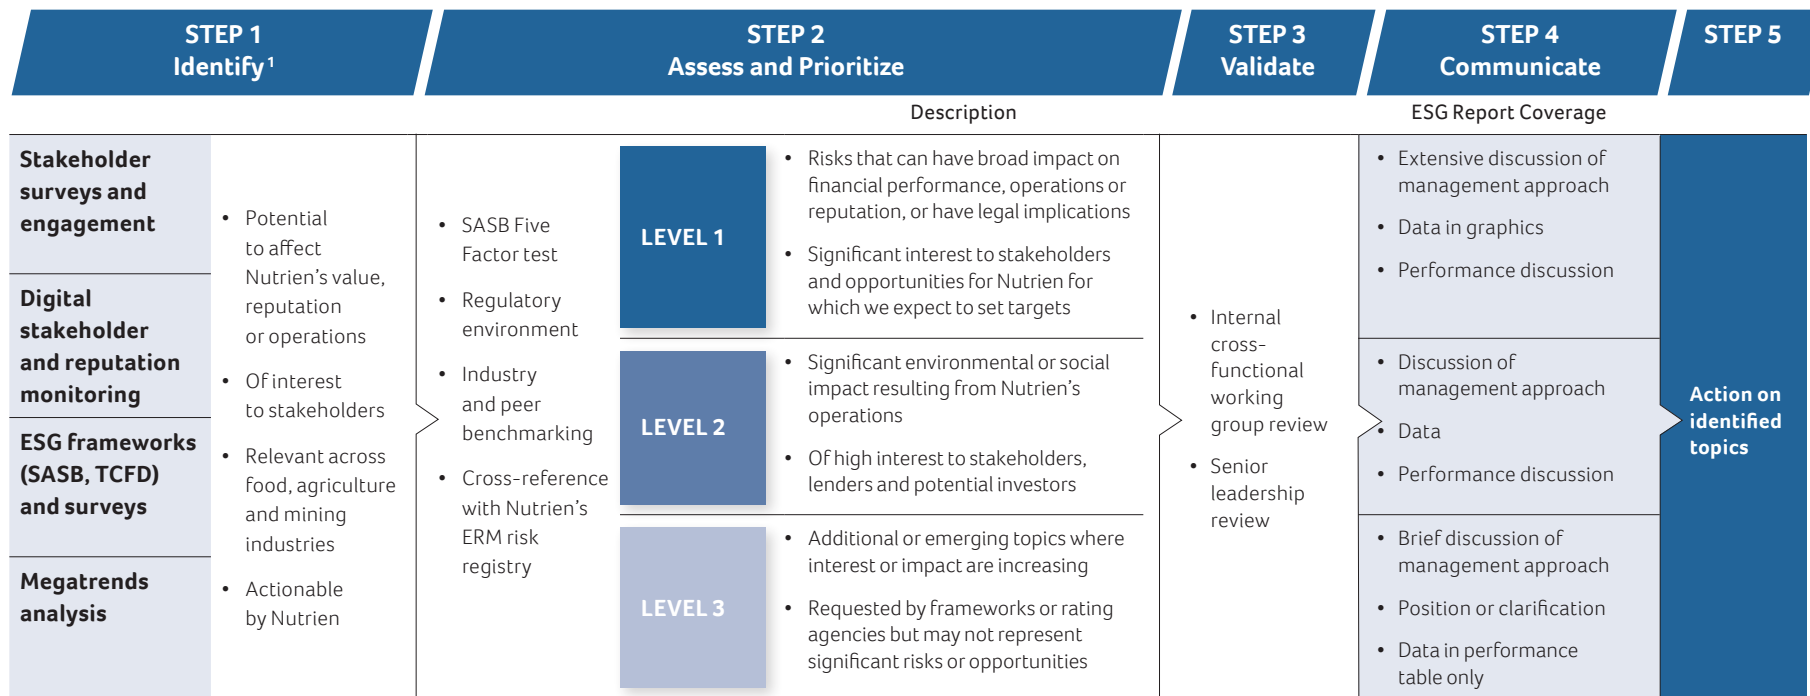 STEP 1
Identify¹
STEP 2
Assess and Prioritize
STEP 3
Validate
STEP 4
Communicate
STEP 5
Description
ESG Report Coverage
Stakeholder
surveys and
engagement
Digital
stakeholder
and reputation
monitoring
ESG frameworks
(SASB, TCFD)
and surveys
Megatrends
analysis
• Potential
to affect
Nutrien’s value,
reputation
or operations
• Of interest
to stakeholders
• Relevant across
food, agriculture
and mining
industries
• Actionable
by Nutrien
• SASB Five
Factor test
• Regulatory
environment
• Industry
and peer
benchmarking
• Cross-reference
with Nutrien’s
ERM risk
registry
LEVEL 1
• Risks that can have broad impact on
financial performance, operations or
reputation, or have legal implications
• Significant interest to stakeholders
and opportunities for Nutrien for
which we expect to set targets
LEVEL 2
• Significant environmental or social
impact resulting from Nutrien’s
operations
• Of high interest to stakeholders,
lenders and potential investors
LEVEL 3
• Additional or emerging topics where
interest or impact are increasing
• Requested by frameworks or rating
agencies but may not represent
significant risks or opportunities
• Internal
cross-
functional
working
group review
• Senior
leadership
review
• Extensive discussion of
management approach
• Data in graphics
• Performance discussion
• Discussion of
management approach
• Data
• Performance discussion
• Brief discussion of
management approach
• Position or clarification
• Data in performance
table only
Action on
identified
topics